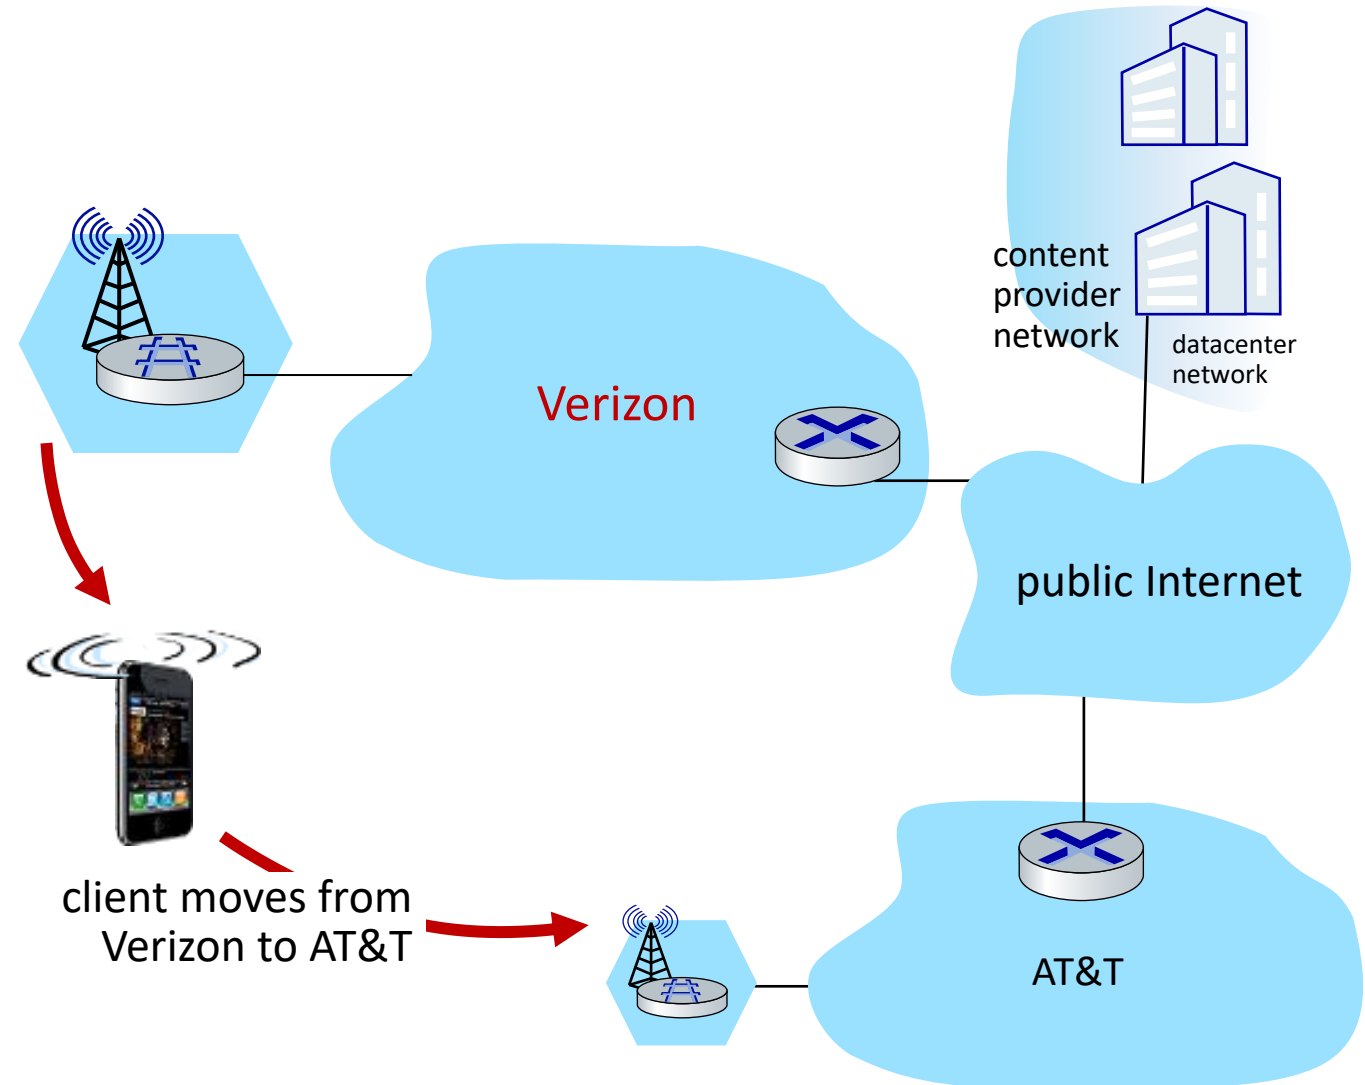 content
provider
network
datacenter
network
Verizon
public Internet
client moves from
Verizon to AT&T
AT&T